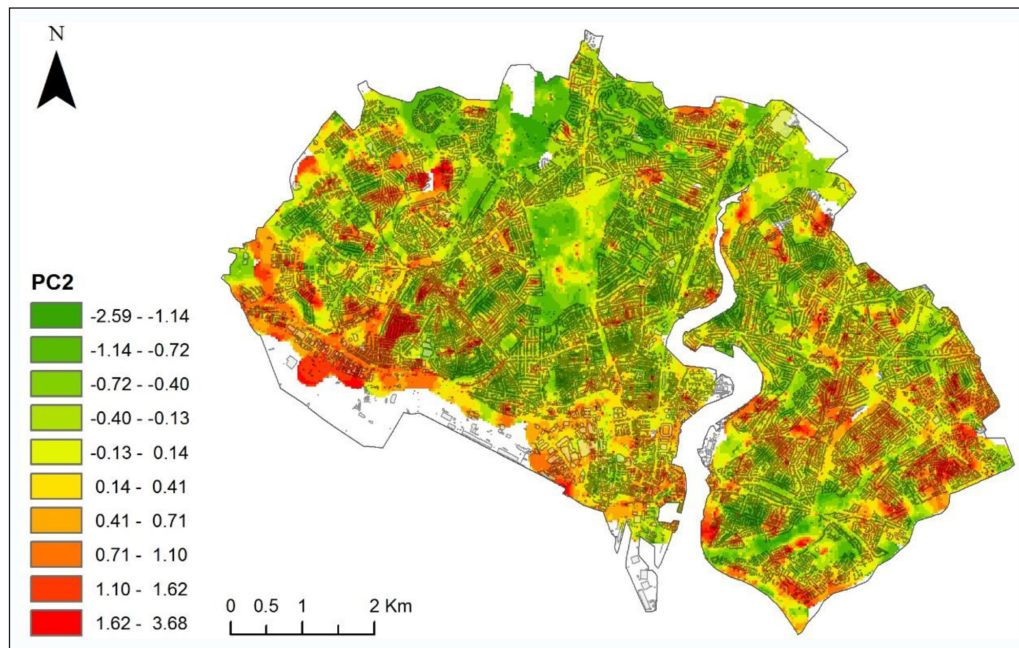 N
PC2
-2.59 - -1.14
-1.14 - -0.72
-0.72 - -0.40
-0.40 - -0.13
-0.13 - 0.14
0.14 - 0.41
0.41 - 0.71
0.71 - 1.10
1.10 - 1.62
1.62 - 3.68
0 0.5 1 2 Km